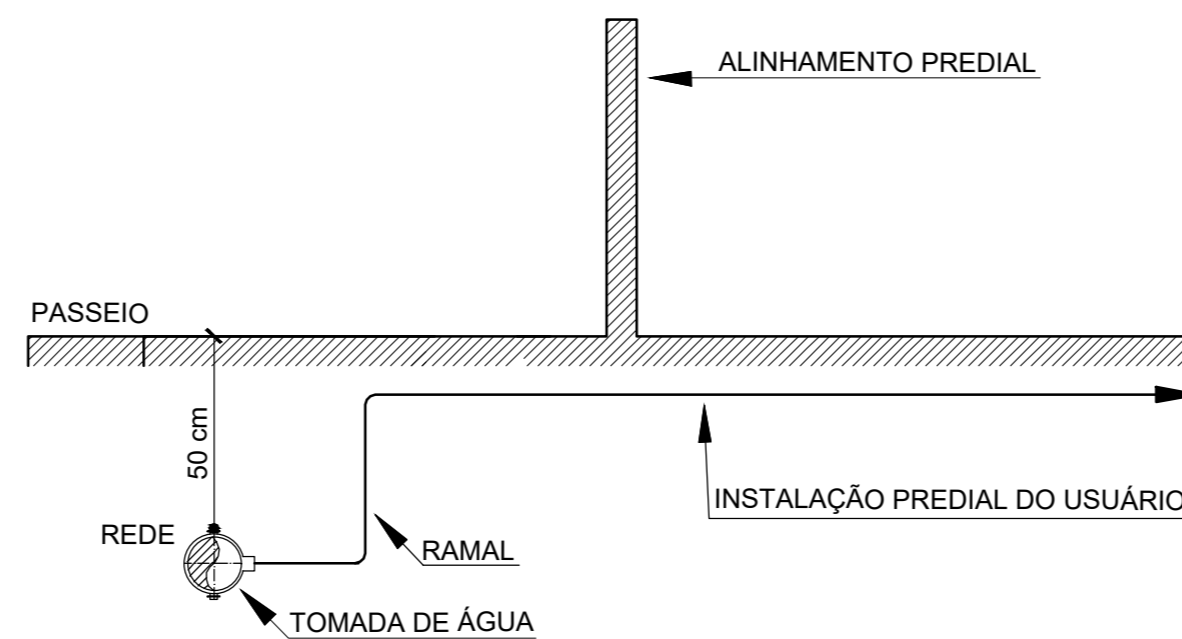 ALINHAMENTO PREDIAL
PASSEIO
50 cm
INSTALAÇÃO PREDIAL DO USUÁRIO
REDE
RAMAL
TOMADA DE ÁGUA